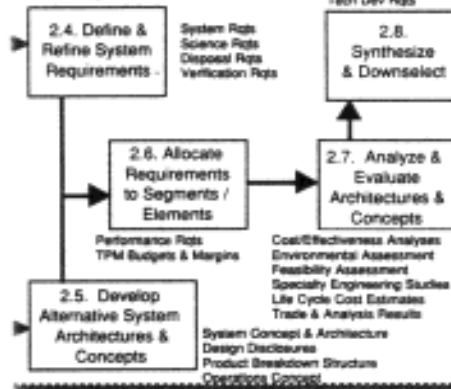 Tech Dev Rqts
2.4. Define &
Refine System
Requirements
System Rqts
Science Rqts
Disposal Rqts
Verification Rqts
2.8.
Synthesize
& Downselect
2.6. Allocate
Requirements
to Segments /
Elements
2.7. Analyze &
Evaluate
Architectures &
Concepts
Performance Rqts
TPM Budgets & Margins
Cost/Effectiveness Analyses
Environmental Assessment
Feasibility Assessment
Specialty Engineering Studies
Life Cycle Cost Estimates
Trade & Analysis Results
2.5. Develop
Alternative System
Architectures &
Concepts
System Concept & Architecture
Design Disclosures
Product Breakdown Structure
Operations Concept